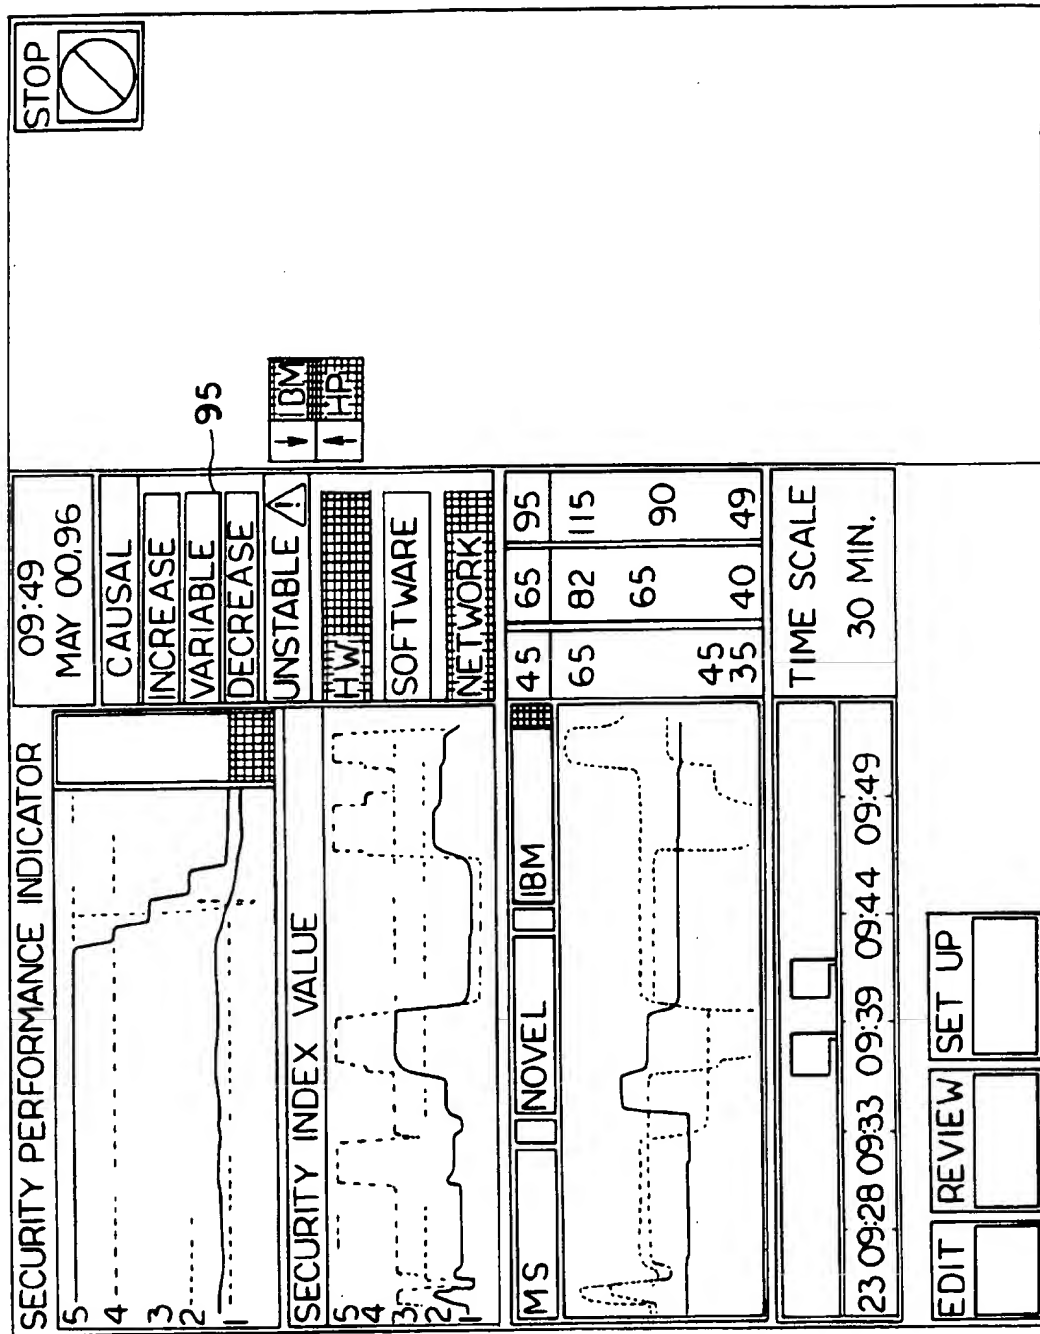 SECURITY PERFORMANCE INDICATOR
5
4
3
2
1
09:49
MAY 00,96
CAUSAL
INCREASE
VARIABLE
DECREASE
UNSTABLE
95
STOP
IBM
HP
SECURITY INDEX VALUE
5
4
3
2
1
HW
SOFTWARE
NETWORK
MS
NOVEL
IBM
45 65 95
65 82 115
65 90
45
35 40 49
TIME SCALE
30 MIN.
23 09:28 09:33 09:39 09:44 09:49
EDIT
REVIEW
SET UP